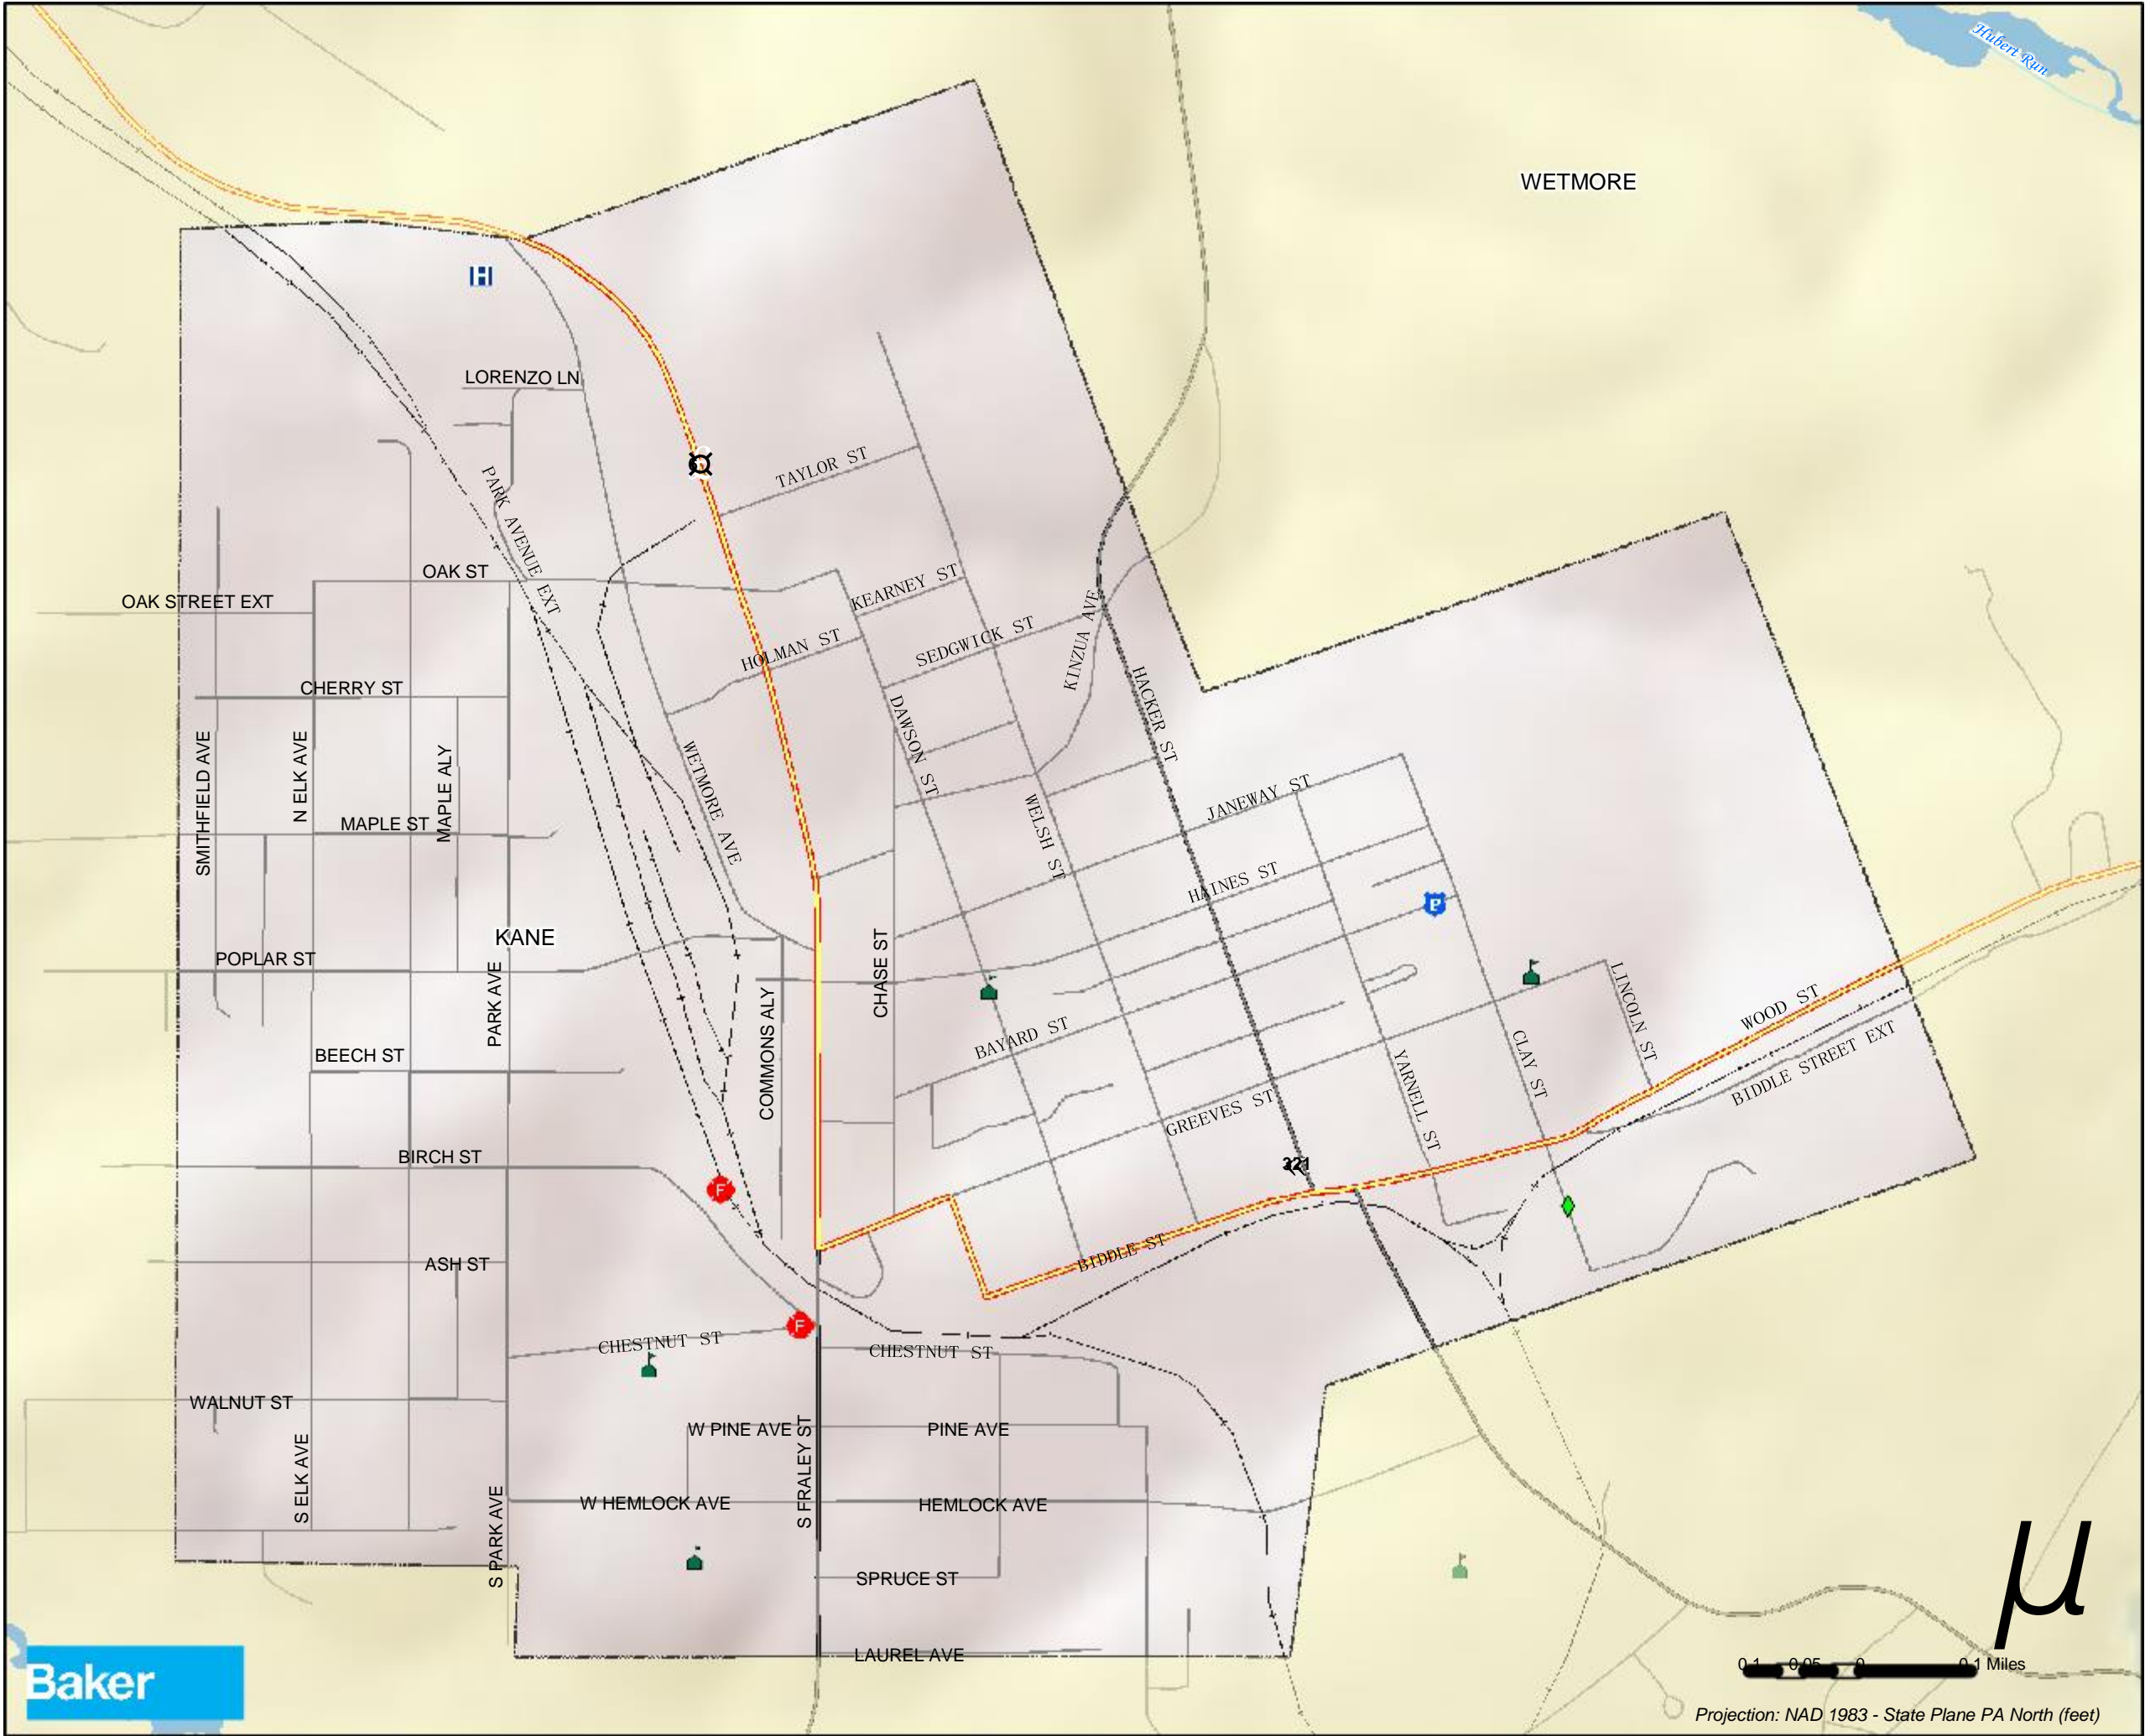 Hubert Run
WETMORE
H
LORENZO LN
TAYLOR ST
PARK AVENUE EXT
OAK ST
OAK STREET EXT
KEARNEY ST
SEDGWICK ST
HOLMAN ST
KINZUA AVE
HACKER ST
CHERRY ST
DAWSON ST
SMITHFIELD AVE
N ELK AVE
MAPLE ALY
WETMORE AVE
MAPLE ST
WELSH ST
JANEWAY ST
HAINES ST
P
KANE
POPLAR ST
PARK AVE
CHASE ST
COMMONS ALY
BAYARD ST
LINCOLN ST
WOOD ST
BIDDLE STREET EXT
CLAY ST
YARNELL ST
BEECH ST
GREEVES ST
BIRCH ST
321
F
ASH ST
BIDDLE ST
F
CHESTNUT ST
CHESTNUT ST
WALNUT ST
W PINE AVE
PINE AVE
S ELK AVE
S FRALEY ST
S PARK AVE
W HEMLOCK AVE
HEMLOCK AVE
SPRUCE ST
LAUREL AVE
µ
0.1 0.05 0 0.1 Miles
Baker
Projection: NAD 1983 - State Plane PA North (feet)